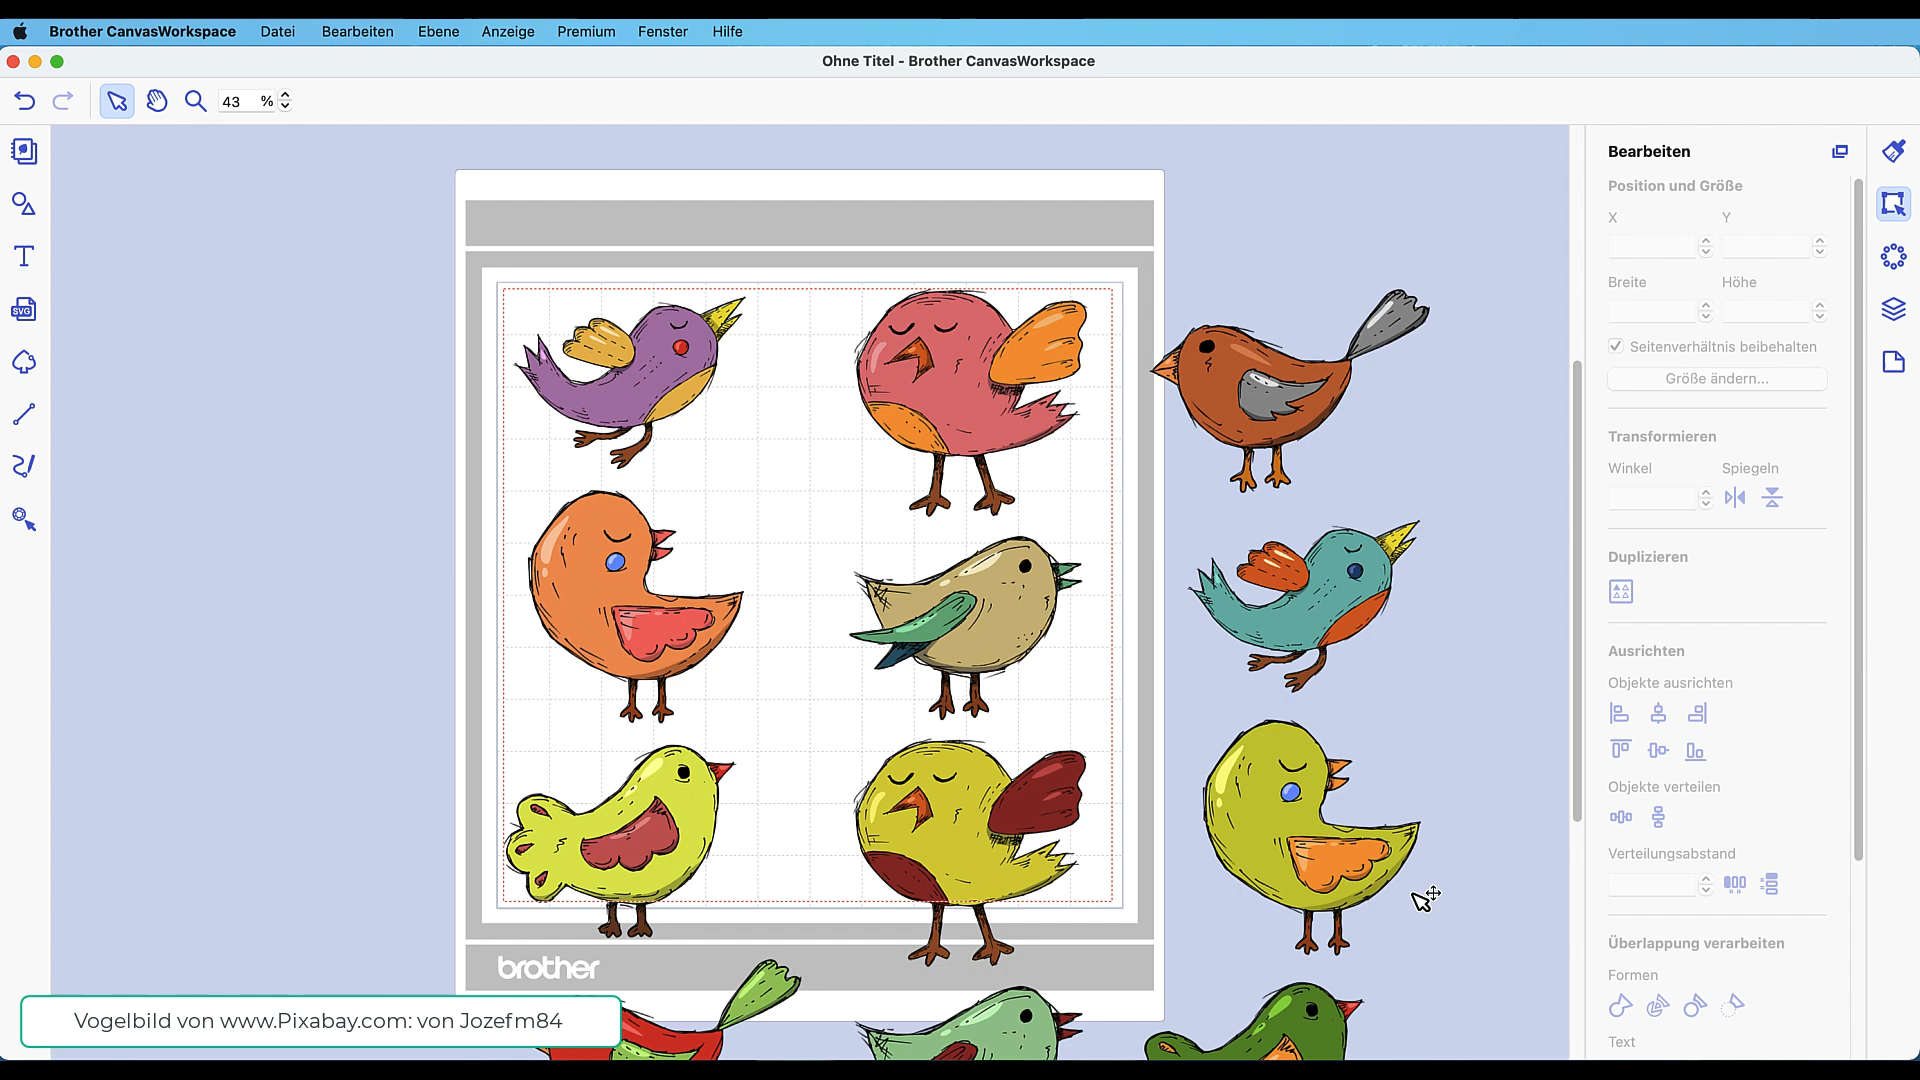 Brother CanvasWorkspace Datei Bearbeiten Ebene Anzeige Premium Fenster Hilfe
Ohne Titel - Brother CanvasWorkspace
43 %
Bearbeiten
Position und Größe
X Y
Breite Höhe
Seitenverhältnis beibehalten
Größe ändern...
Transformieren
Winkel Spiegeln
Duplizieren
Ausrichten
Objekte ausrichten
Objekte verteilen
Verteilungsabstand
Überlappung verarbeiten
Formen
Text
T
SVG
brother
Vogelbild von www.Pixabay.com: von Jozefm84